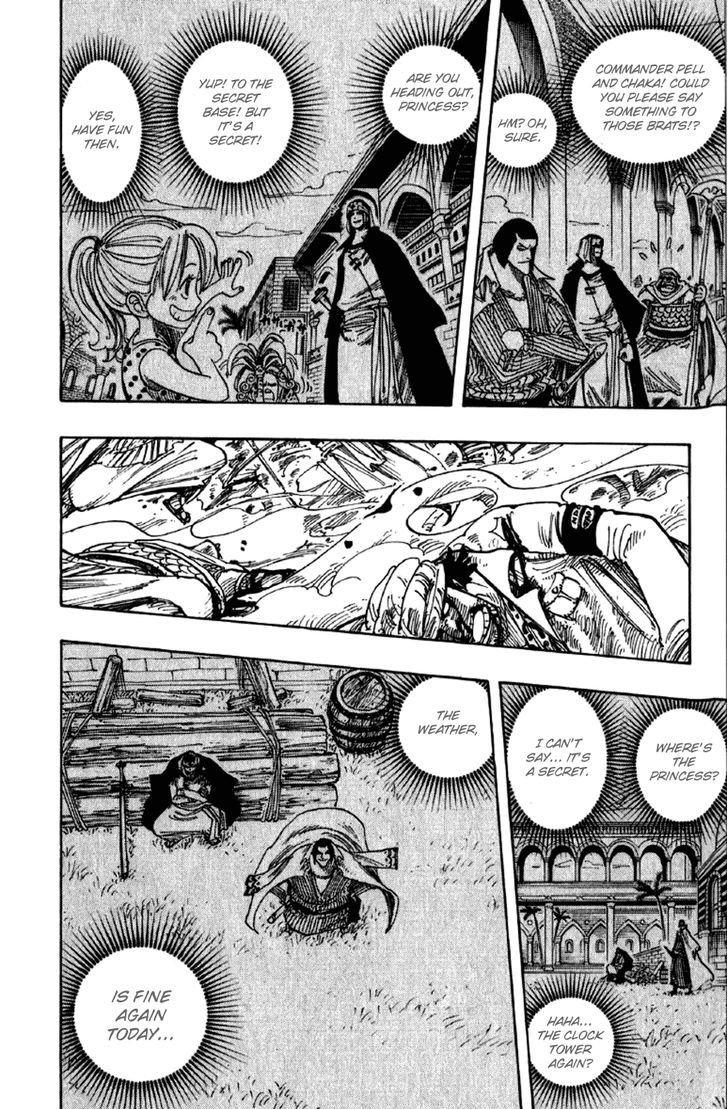 COMMANDER PELL
AND CHAKA! COULD
YOU PLEASE SAY
SOMETHING TO
THOSE BRATS!?
HM? OH,
SURE.
ARE YOU
HEADING OUT,
PRINCESS?
YUP! TO THE
SECRET
BASE! BUT
IT'S A
SECRET!
YES,
HAVE FUN
THEN.
WHERE'S
THE
PRINCESS?
I CAN'T
SAY... IT'S
A SECRET.
HAHA...
THE CLOCK
TOWER
AGAIN?
THE
WEATHER,
IS FINE
AGAIN
TODAY...